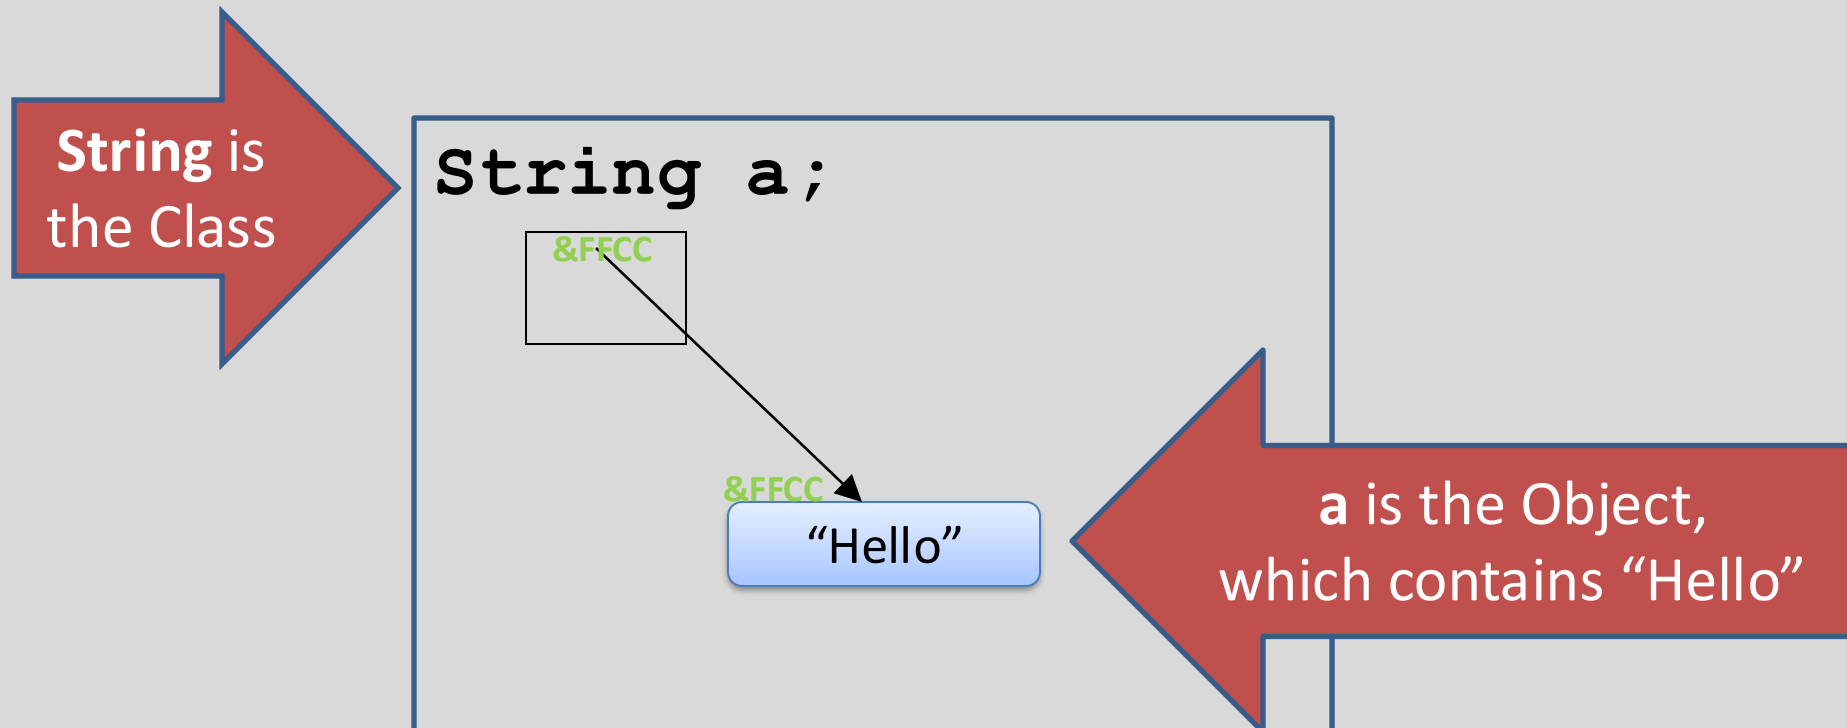 String is
the Class
String a;
&FFCC
&FFCC
“Hello”
a is the Object,
which contains “Hello”